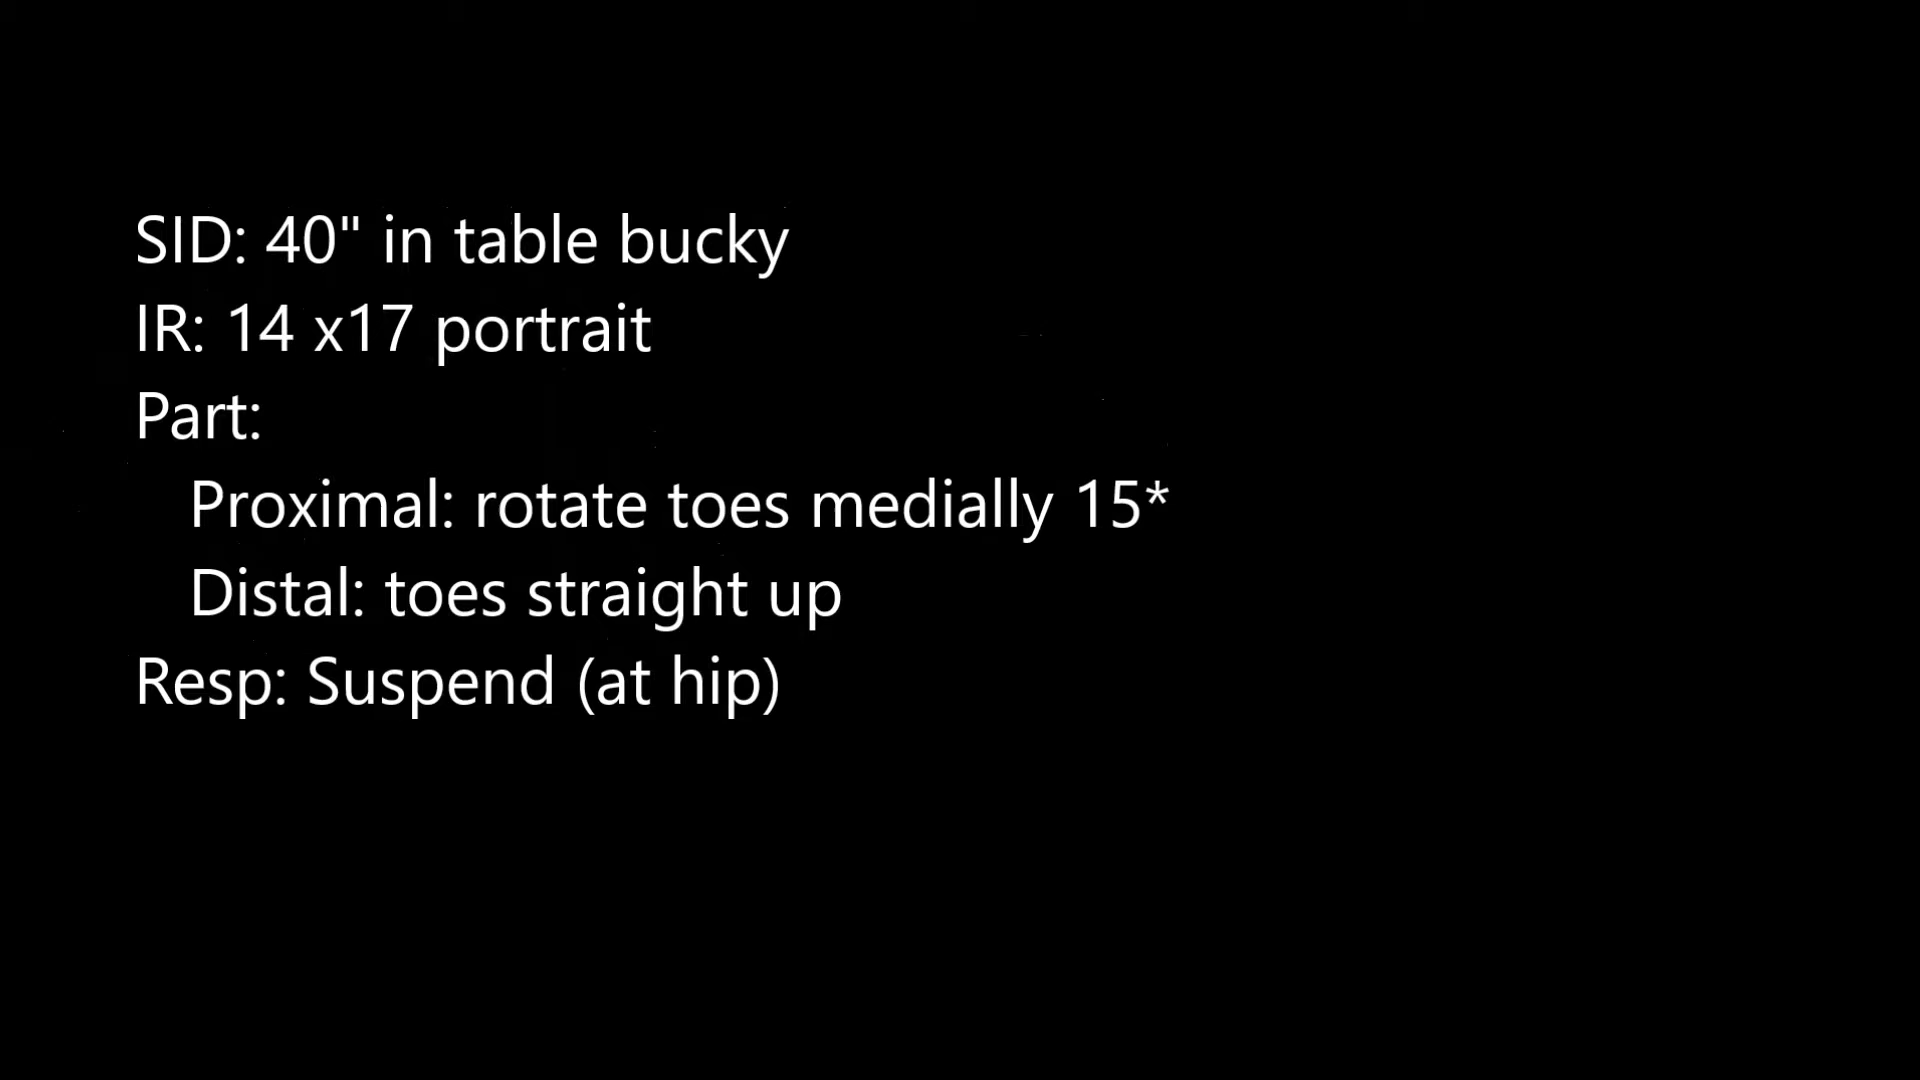 SID: 40" in table bucky
IR: 14 x17 portrait
Part:
Proximal: rotate toes medially 15*
Distal: toes straight up
Resp: Suspend (at hip)